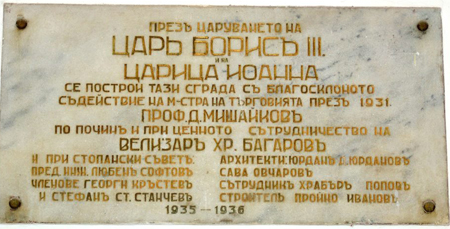 ПРЕЗЪ ЦАРУВАНЕТО НА
ЦАРЬ БОРИСЪ III.
И НА
ЦАРИЦА ИОАННА
СЕ ПОСТРОИ ТАЗИ СГРАДА СЪ БЛАГОСКЛОНОТО
СЪДЕЙСТВИЕ НА М-СТРА НА ТЪРГОВИЯТА ПРЕЗЪ 1931.
ПРОФ. Д. МИШАЙКОВЪ
ПО ПОЧИНЪ И ПРИ ЦЕННОТО СЪТРУДНИЧЕСТВО НА
ВЕЛИЗАРЪ ХР. БАГАРОВЪ
И ПРИ СТОПАНСКИ СЪВЕТЪ:
ПРЕД. ИНЖ. ЛЮБЕНЪ СОФТОВЪ
ЧЛЕНОВЕ ГЕОРГИ КРЪСТЕВЪ
И СТЕФАНЪ СТ. СТАНЧЕВЪ
АРХИТЕКТИ: ЮРДАНЪ ЮРДАНОВЪ
САВА ОВЧАРОВЪ
СЪТРУДНИКЪ ХРАБЪРЪ ПОПОВЪ
СТРОИТЕЛЬ ПРОЙНО ИВАНОВЪ
1935 - 1936